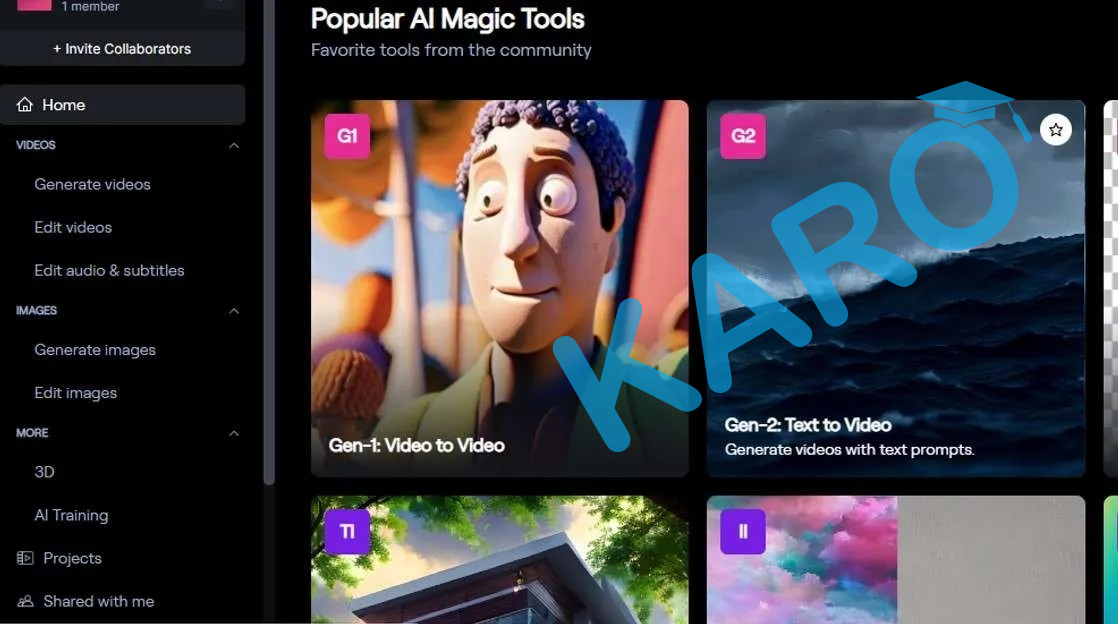 1 member
+ Invite Collaborators
Home
VIDEOS
Generate videos
Edit videos
Edit audio & subtitles
IMAGES
Generate images
Edit images
MORE
3D
AI Training
Projects
Shared with me
Popular AI Magic Tools
Favorite tools from the community
G1
Gen-1: Video to Video
G2
Gen-2: Text to Video
Generate videos with text prompts.
TI
II
KARO